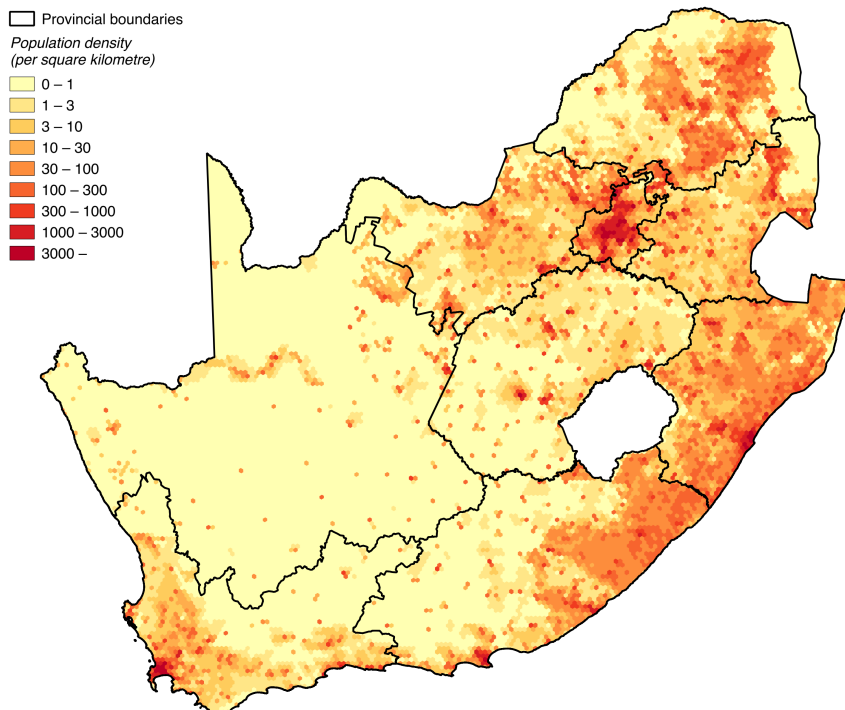 Provincial boundaries
Population density
(per square kilometre)
0 – 1
1 – 3
3 – 10
10 – 30
30 – 100
100 – 300
300 – 1000
1000 – 3000
3000 –